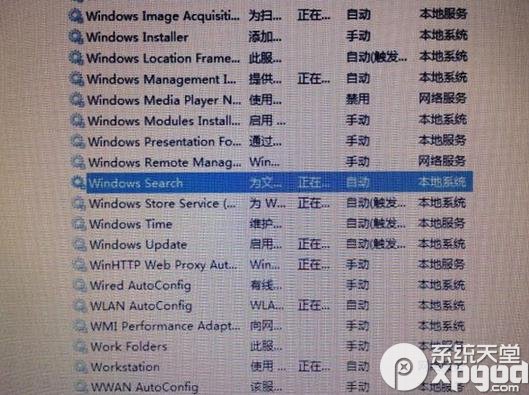 Windows Image Acquisiti... 为扫... 正在... 自动 本地服务
Windows Installer 添加... 手动 本地系统
Windows Location Frame... 此服... 自动(触发... 本地系统
Windows Management I... 提供... 正在... 自动 本地系统
Windows Media Player N... 使用... 禁用 网络服务
Windows Modules Install... 启用... 手动 本地系统
Windows Presentation Fo... 通过... 手动 本地服务
Windows Remote Manag... Win... 手动 网络服务
Windows Search 为文... 正在... 自动 本地系统
Windows Store Service (... 为 W... 正在... 自动(触发... 本地系统
Windows Time 维护... 自动(触发... 本地服务
Windows Update 启用... 正在... 自动(触发... 本地系统
WinHTTP Web Proxy Aut... Win... 正在... 手动 本地服务
Wired AutoConfig 有线... 手动 本地系统
WLAN AutoConfig WLA... 正在... 自动 本地系统
WMI Performance Adapt... 向网... 手动 本地系统
Work Folders 此服... 手动 本地服务
Workstation 使用... 正在... 自动
WWAN AutoConfig 该服... 手动
系统天堂
xpgod.com